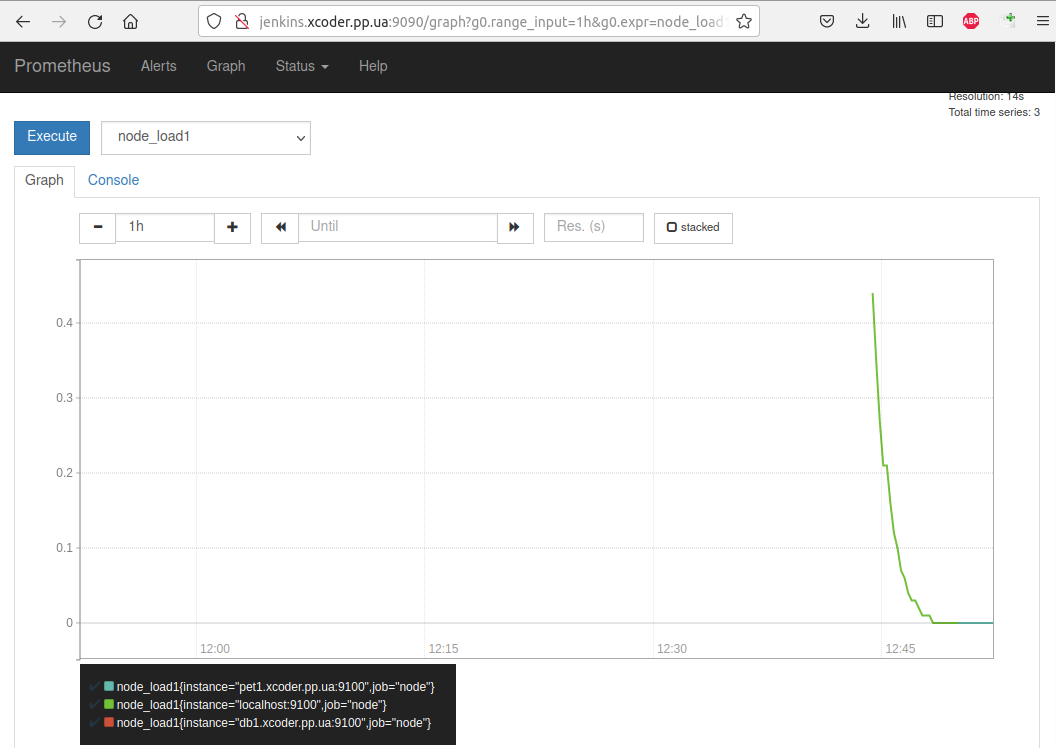 jenkins.xcoder.pp.ua:9090/graph?g0.range_input=1h&g0.expr=node_load
ABP
Prometheus Alerts Graph Status Help
Resolution: 14s
Total time series: 3
Execute node_load1
Graph Console
1h Until Res. (s) stacked
0.4
0.3
0.2
0.1
0
12:00 12:15 12:30 12:45
node_load1{instance="pet1.xcoder.pp.ua:9100",job="node"}
node_load1{instance="localhost:9100",job="node"}
node_load1{instance="db1.xcoder.pp.ua:9100",job="node"}